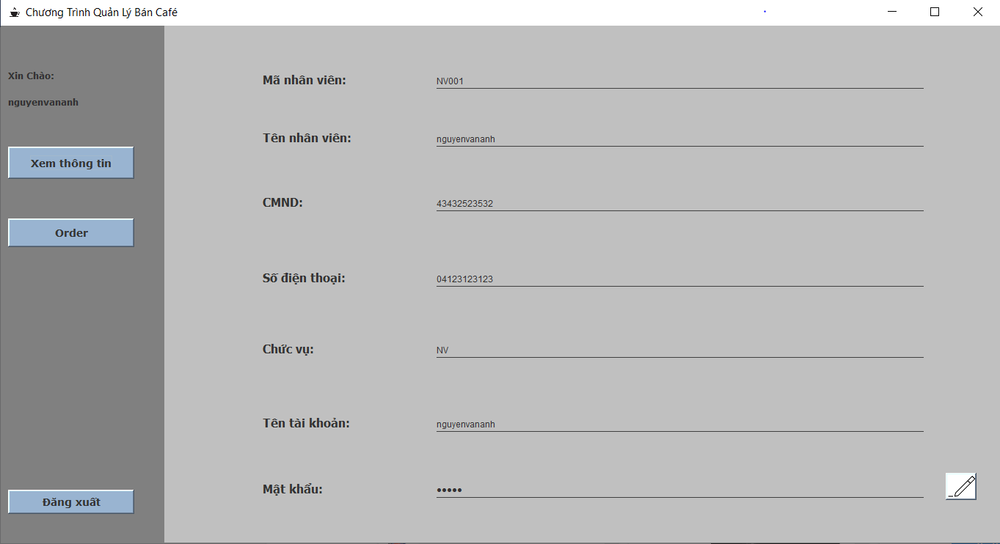 Chương Trình Quản Lý Bán Café
Xin Chào:
nguyenvananh
Xem thông tin
Order
Đăng xuất
Mã nhân viên: NV001
Tên nhân viên: nguyenvananh
CMND: 43432523532
Số điện thoại: 04123123123
Chức vụ: NV
Tên tài khoản: nguyenvananh
Mật khẩu: •••••